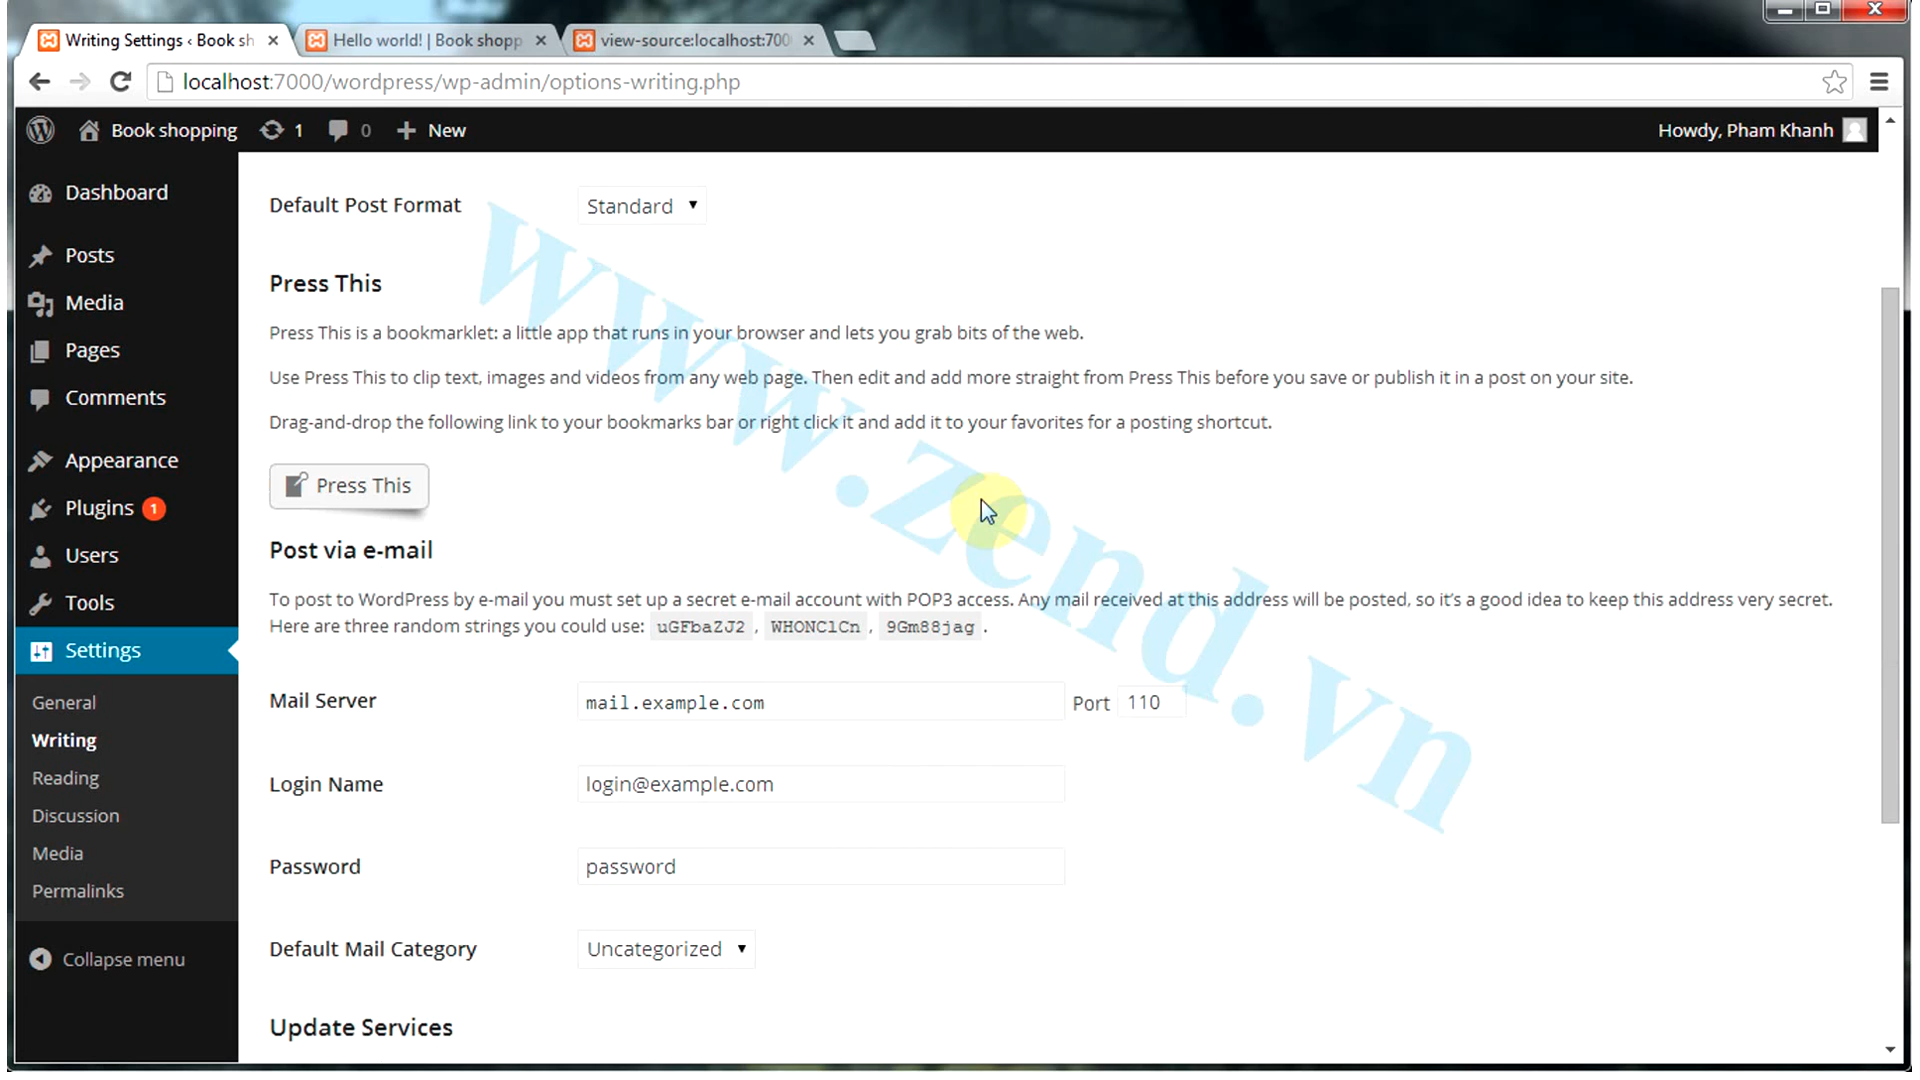 Writing Settings ‹ Book sh
Hello world! | Book shopp
view-source:localhost:700
localhost:7000/wordpress/wp-admin/options-writing.php
Book shopping 1 0 New
Howdy, Pham Khanh
Dashboard
Posts
Media
Pages
Comments
Appearance
Plugins 1
Users
Tools
Settings
General
Writing
Reading
Discussion
Media
Permalinks
Collapse menu
Default Post Format Standard
Press This
Press This is a bookmarklet: a little app that runs in your browser and lets you grab bits of the web.
Use Press This to clip text, images and videos from any web page. Then edit and add more straight from Press This before you save or publish it in a post on your site.
Drag-and-drop the following link to your bookmarks bar or right click it and add it to your favorites for a posting shortcut.
Press This
Post via e-mail
To post to WordPress by e-mail you must set up a secret e-mail account with POP3 access. Any mail received at this address will be posted, so it's a good idea to keep this address very secret.
Here are three random strings you could use: uGFbaZJ2 , WHONClCn , 9Gm88jag .
Mail Server mail.example.com Port 110
Login Name login@example.com
Password password
Default Mail Category Uncategorized
Update Services
www.zend.vn